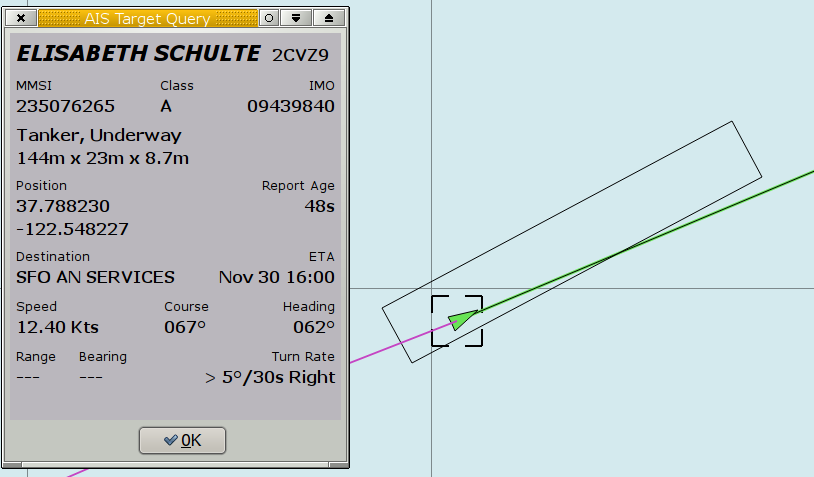 AIS Target Query
ELISABETH SCHULTE 2CVZ9
MMSI Class IMO
235076265 A 09439840
Tanker, Underway
144m x 23m x 8.7m
Position Report Age
37.788230 48s
-122.548227
Destination ETA
SFO AN SERVICES Nov 30 16:00
Speed Course Heading
12.40 Kts 067° 062°
Range Bearing Turn Rate
--- --- > 5°/30s Right
OK